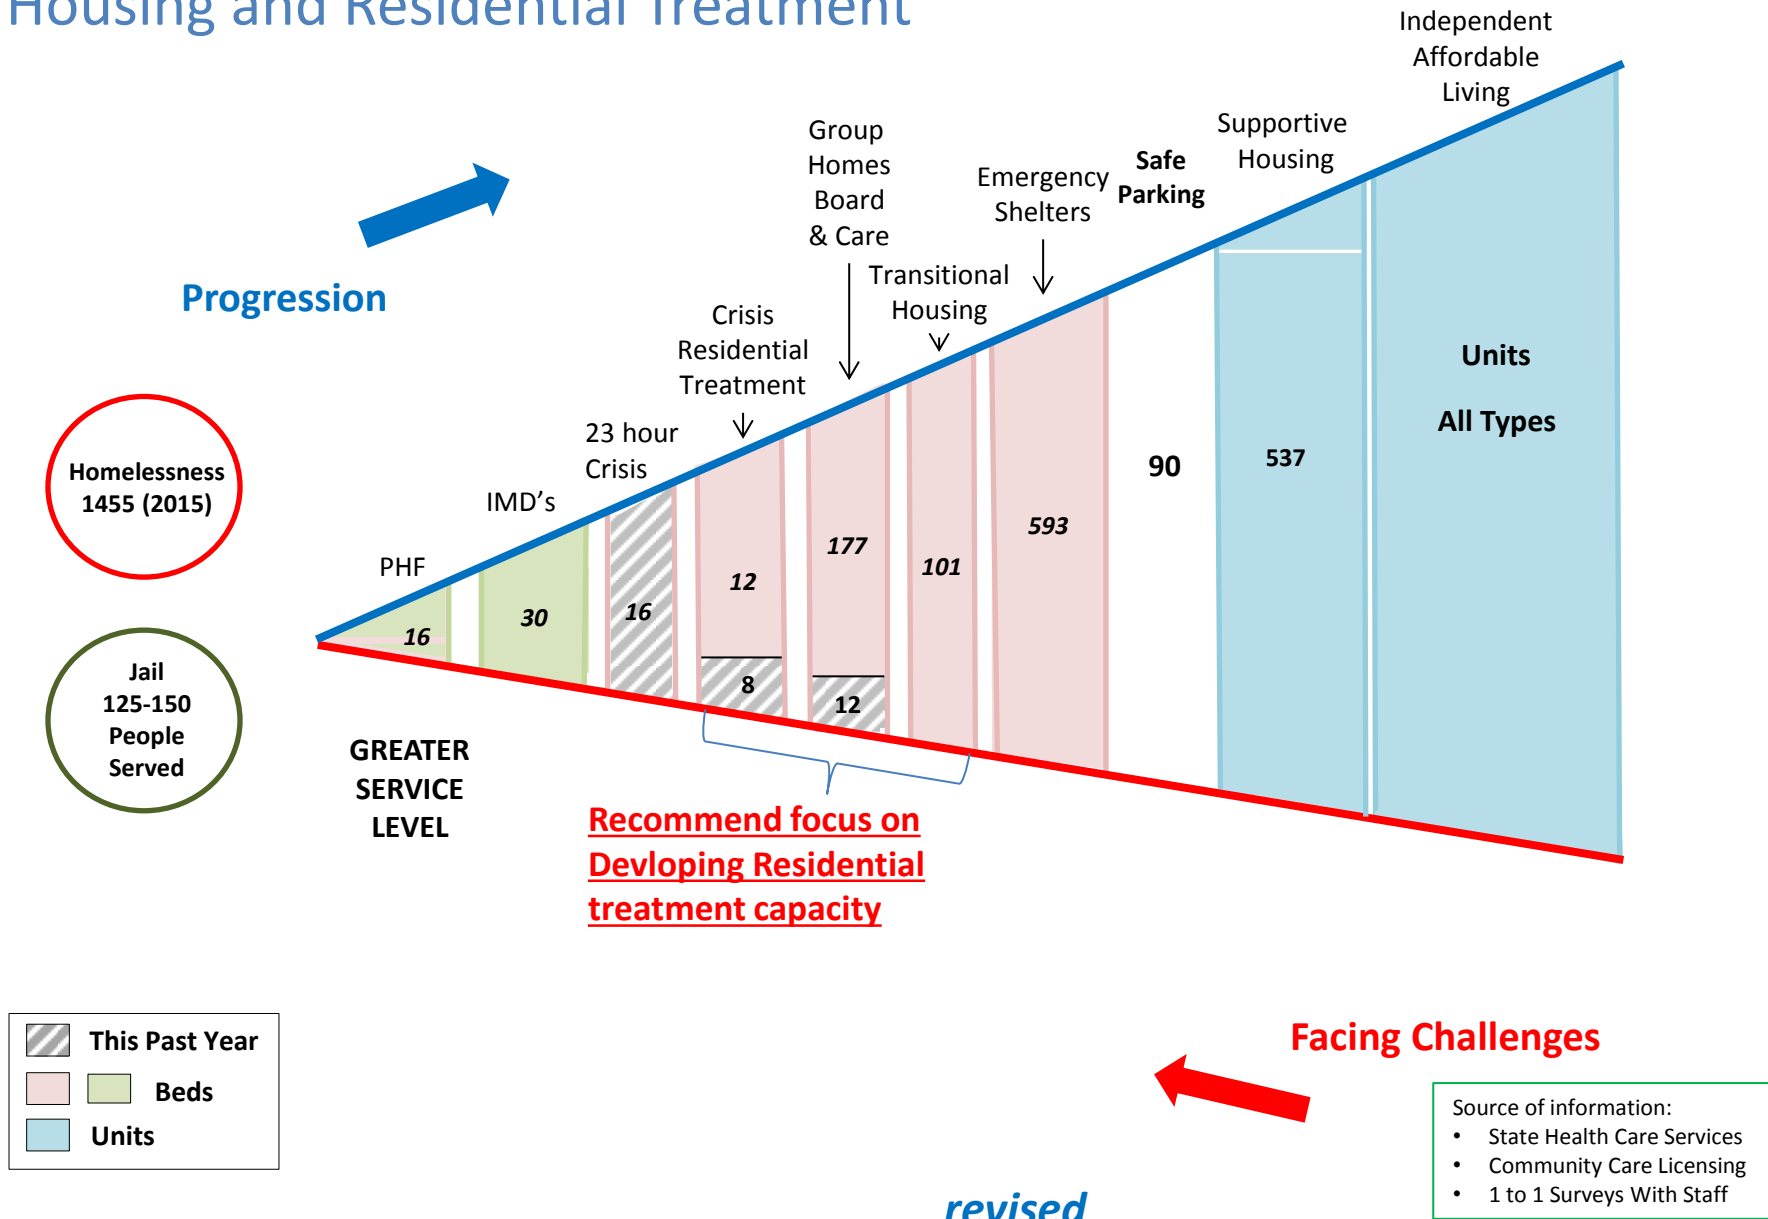 Housing and Residential Treatment
Independent
Affordable
Living
Supportive
Housing
Safe
Parking
Emergency
Shelters
Group
Homes
Board
& Care
Transitional
Housing
Crisis
Residential
Treatment
23 hour
Crisis
IMD's
PHF
Progression
Homelessness
1455 (2015)
Jail
125-150
People
Served
16
30
16
12
8
177
12
101
593
90
537
Units
All Types
GREATER
SERVICE
LEVEL
Recommend focus on
Devloping Residential
treatment capacity
This Past Year
Beds
Units
Facing Challenges
Source of information:
• State Health Care Services
• Community Care Licensing
• 1 to 1 Surveys With Staff
revised